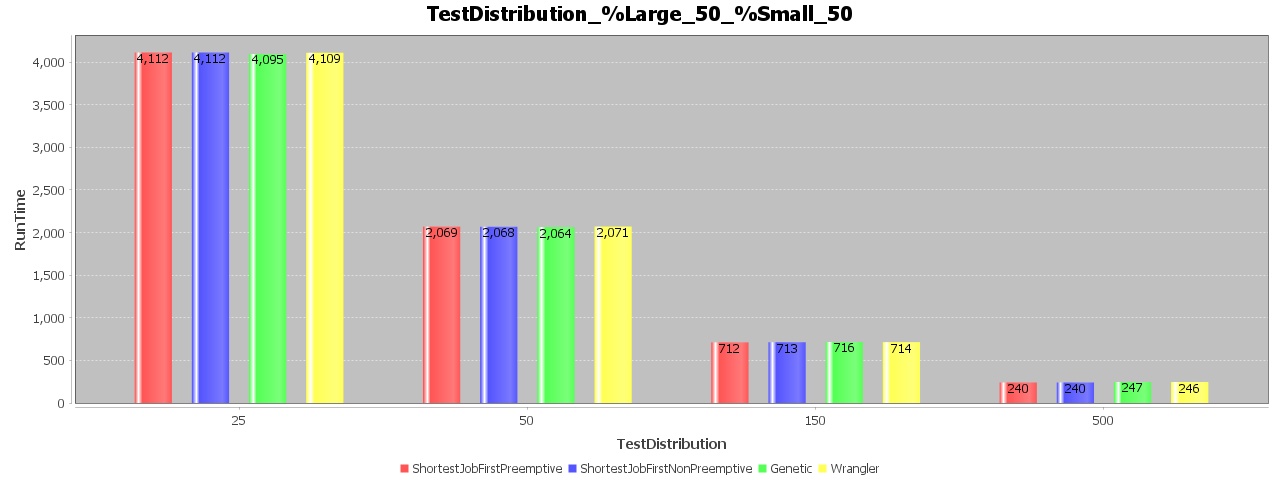 TestDistribution_%Large_50_%Small_50
RunTime
4,000
3,500
3,000
2,500
2,000
1,500
1,000
500
0
4,112 4,112 4,095 4,109
2,069 2,068 2,064 2,071
712 713 716 714
240 240 247 246
25 50 150 500
TestDistribution
ShortestJobFirstPreemptive ShortestJobFirstNonPreemptive Genetic Wrangler